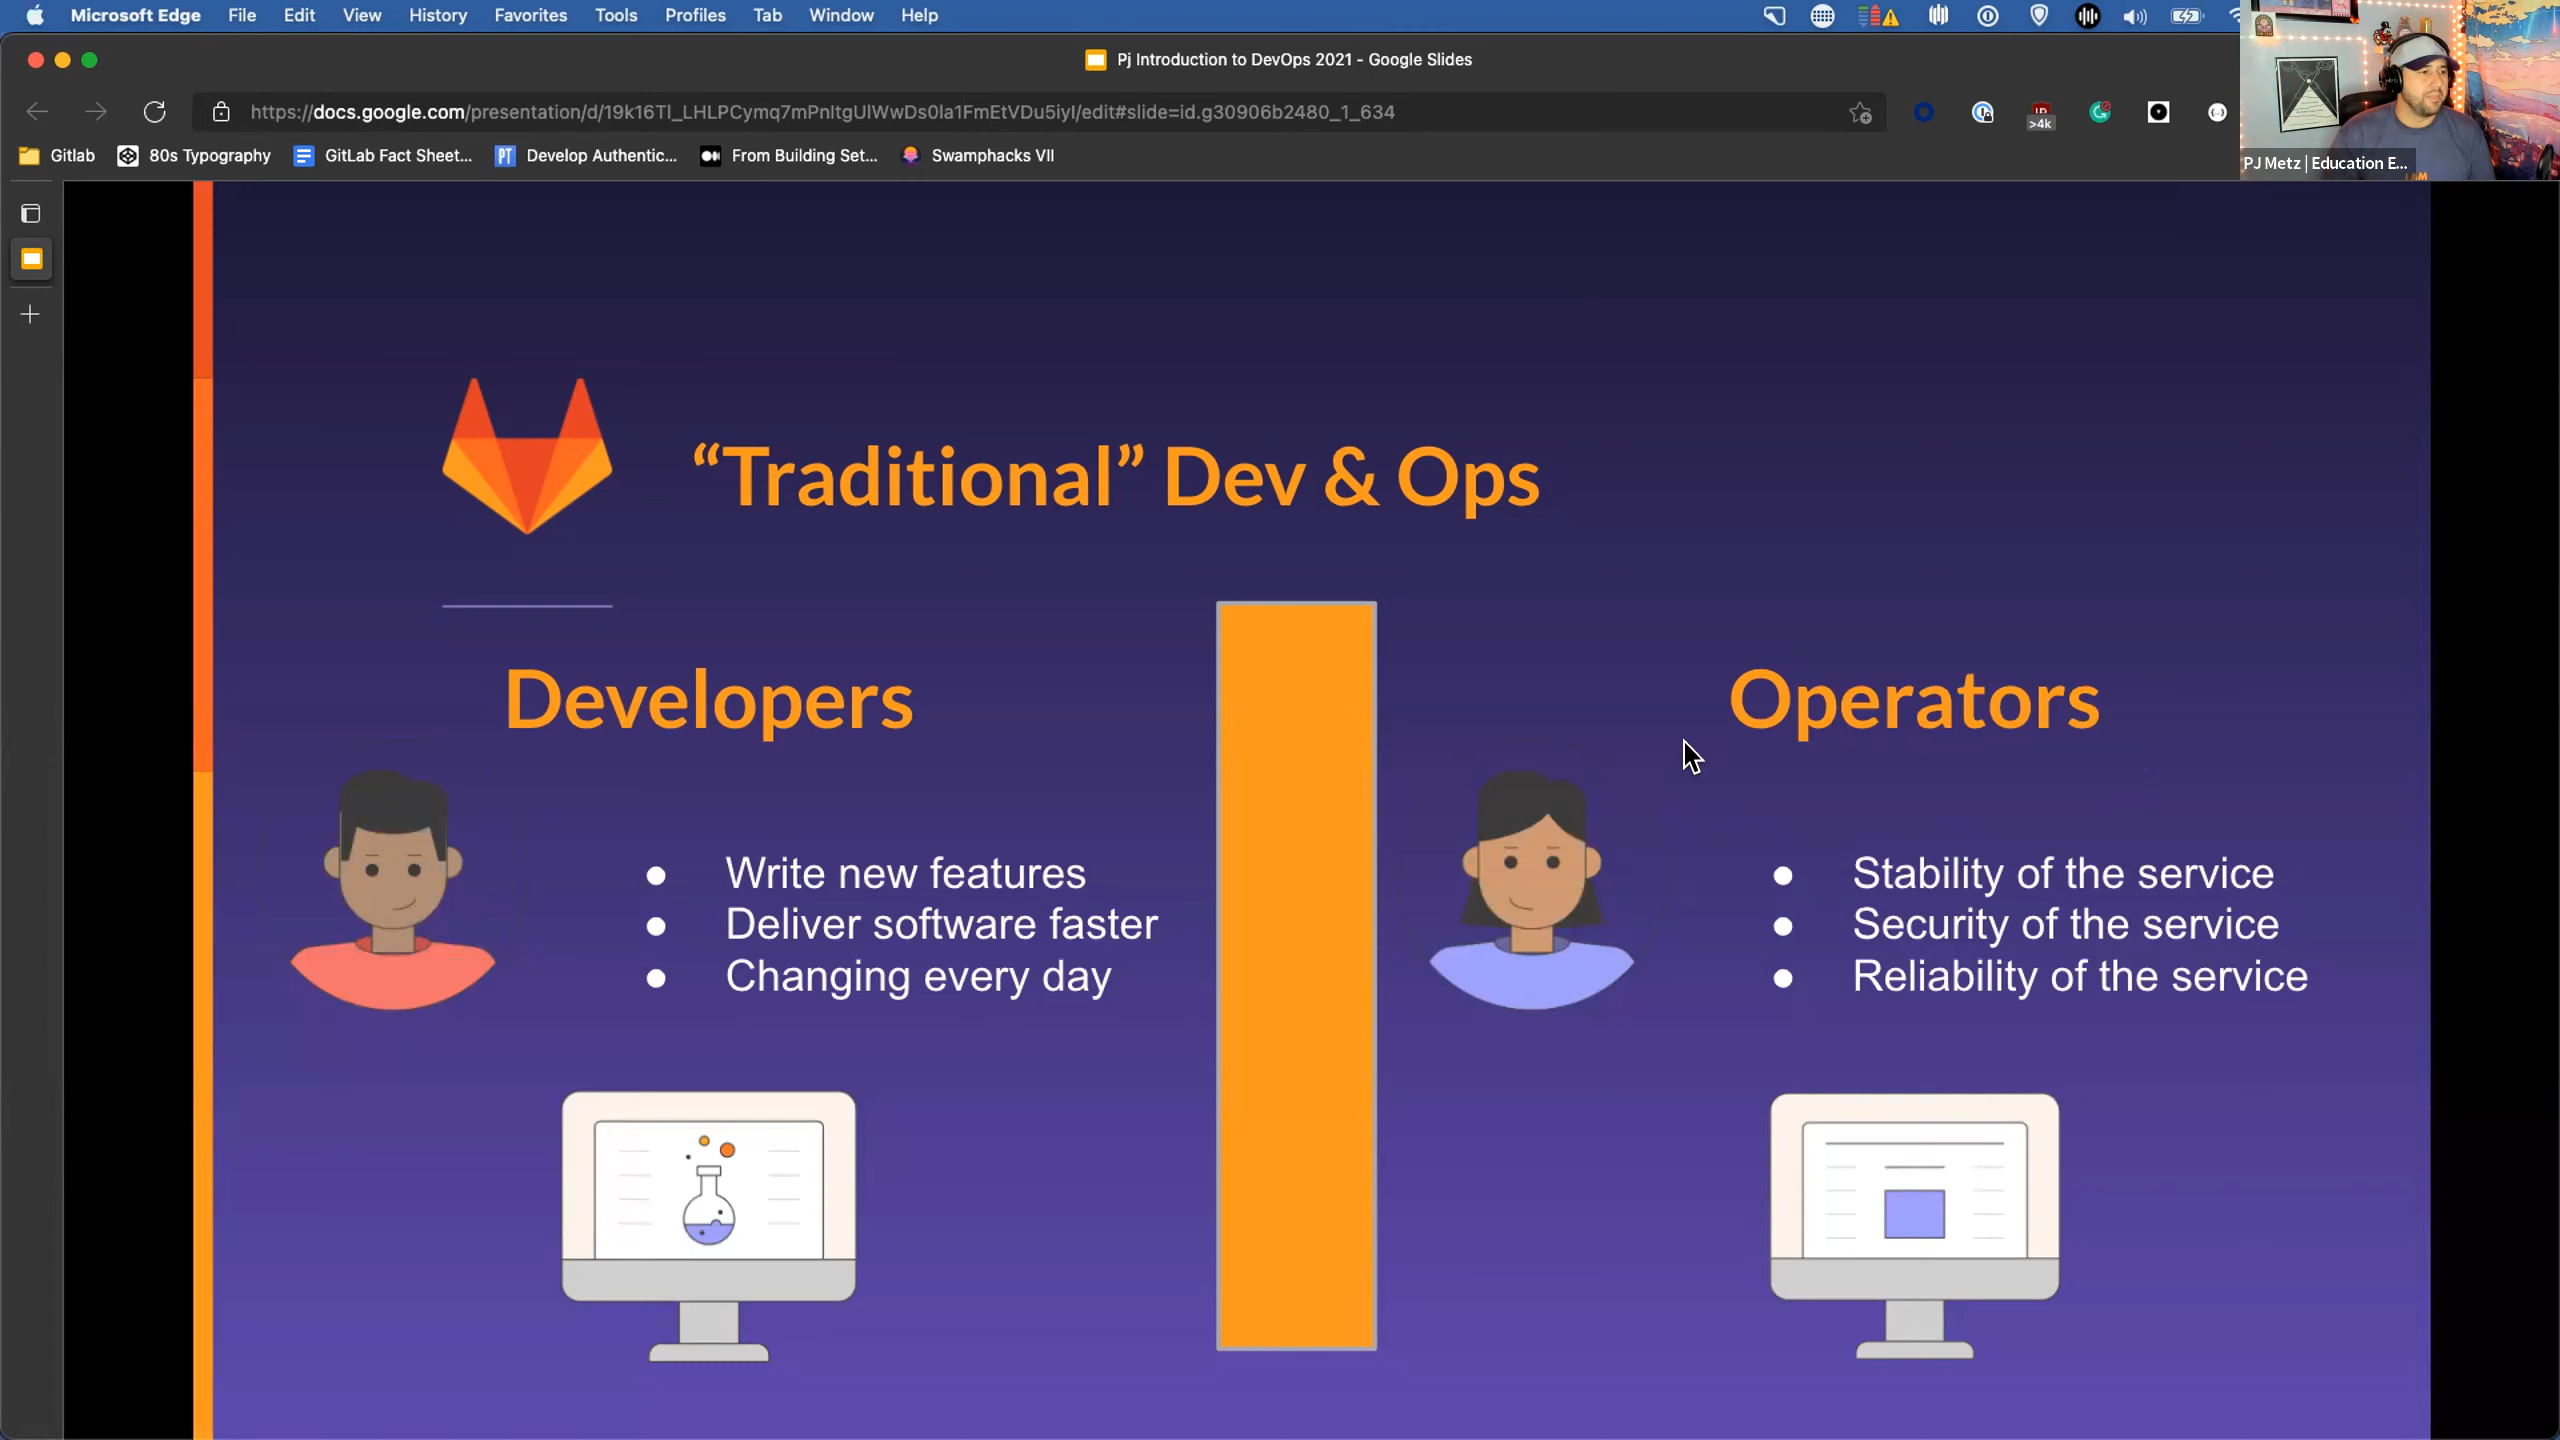 Microsoft Edge File Edit View History Favorites Tools Profiles Tab Window Help
Pj Introduction to DevOps 2021 - Google Slides
https://docs.google.com/presentation/d/19k16Tl_LHLPCymq7mPnItgUlWwDs0la1FmEtVDu5iyI/edit#slide=id.g30906b2480_1_634
>4k
Gitlab 80s Typography GitLab Fact Sheet... Develop Authentic... From Building Set... Swamphacks VII
PJ Metz | Education E...
“Traditional” Dev & Ops
Developers
Write new features
Deliver software faster
Changing every day
Operators
Stability of the service
Security of the service
Reliability of the service